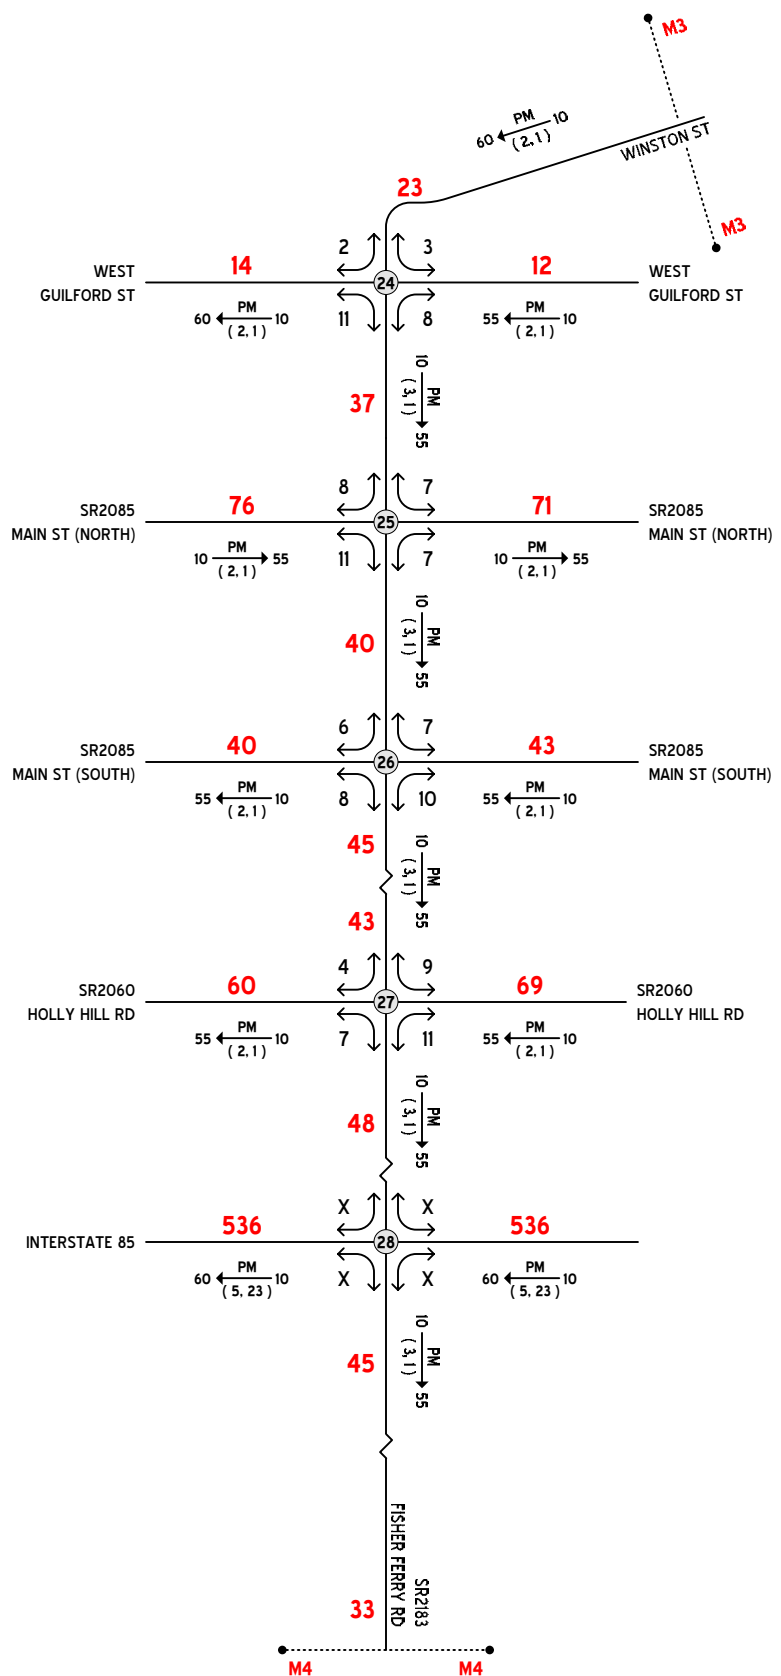 M3
PM
60 10
(2,1)
WINSTON ST
23
M3
2 3
14 12
WEST
GUILFORD ST
WEST
GUILFORD ST
24
PM
60 10
(2,1)
11 8
PM
55 10
(2,1)
37
10 PM 55
(3,1)
8 7
76 71
SR2085
MAIN ST (NORTH)
SR2085
MAIN ST (NORTH)
25
PM
10 55
(2,1)
11 7
PM
10 55
(2,1)
40
10 PM 55
(3,1)
6 7
40 43
SR2085
MAIN ST (SOUTH)
SR2085
MAIN ST (SOUTH)
26
PM
55 10
(2,1)
8 10
PM
55 10
(2,1)
45
10 PM 55
(3,1)
43
4 9
60 69
SR2060
HOLLY HILL RD
SR2060
HOLLY HILL RD
27
PM
55 10
(2,1)
7 11
PM
55 10
(2,1)
48
10 PM 55
(3,1)
X X
536 536
INTERSTATE 85
28
PM
60 10
(5,23)
X X
PM
60 10
(5,23)
45
10 PM 55
(3,1)
SR2183
FISHER FERRY RD
33
M4 M4